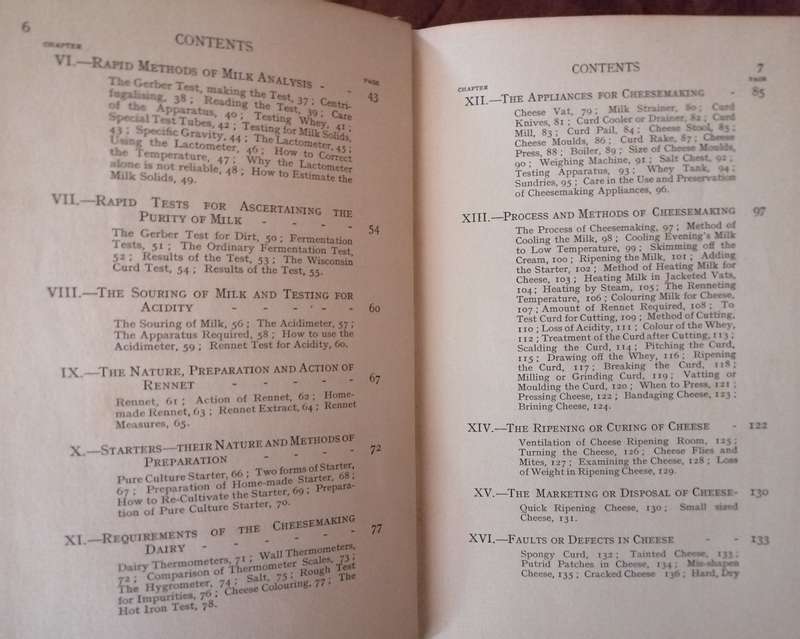 6
CONTENTS
CHAPTER
PAGE
VI.—RAPID METHODS OF MILK ANALYSIS - - 43
The Gerber Test, making the Test, 37; Centri-
fugalising, 38; Reading the Test, 39; Care
of the Apparatus, 40; Testing Whey, 41;
Special Test Tubes, 42; Testing for Milk Solids,
43; Specific Gravity, 44; The Lactometer, 45;
Using the Lactometer, 46; How to Correct
the Temperature, 47; Why the Lactometer
alone is not reliable, 48; How to Estimate the
Milk Solids, 49.
VII.—RAPID TESTS FOR ASCERTAINING THE
PURITY OF MILK - - - - 54
The Gerber Test for Dirt, 50; Fermentation
Tests, 51; The Ordinary Fermentation Test,
52; Results of the Test, 53; The Wisconsin
Curd Test, 54; Results of the Test, 55.
VIII.—THE SOURING OF MILK AND TESTING FOR
ACIDITY - - - - - 60
The Souring of Milk, 56; The Acidimeter, 57;
The Apparatus Required, 58; How to use the
Acidimeter, 59; Rennet Test for Acidity, 60.
IX.—THE NATURE, PREPARATION AND ACTION OF
RENNET - - - - - 67
Rennet, 61; Action of Rennet, 62; Home-
made Rennet, 63; Rennet Extract, 64; Rennet
Measures, 65.
X.—STARTERS—THEIR NATURE AND METHODS OF
PREPARATION - - - - 72
Pure Culture Starter, 66; Two forms of Starter,
67; Preparation of Home-made Starter, 68;
How to Re-Cultivate the Starter, 69; Prepara-
tion of Pure Culture Starter, 70.
XI.—REQUIREMENTS OF THE CHEESEMAKING
DAIRY - - - - - 77
Dairy Thermometers, 71; Wall Thermometers,
72; Comparison of Thermometer Scales, 73;
The Hygrometer, 74; Salt, 75; Rough Test
for Impurities, 76; Cheese Colouring, 77; The
Hot Iron Test, 78.
CONTENTS
7
CHAPTER
PAGE
XII.—THE APPLIANCES FOR CHEESEMAKING - 85
Cheese Vat, 79; Milk Strainer, 80; Curd
Knives, 81; Curd Cooler or Drainer, 82; Curd
Mill, 83; Curd Pail, 84; Cheese Stool, 85;
Cheese Moulds, 86; Curd Rake, 87; Cheese
Press, 88; Boiler, 89; Size of Cheese Moulds,
90; Weighing Machine, 91; Salt Chest, 92;
Testing Apparatus, 93; Whey Tank, 94;
Sundries, 95; Care in the Use and Preservation
of Cheesemaking Appliances, 96.
XIII.—PROCESS AND METHODS OF CHEESEMAKING 97
The Process of Cheesemaking, 97; Method of
Cooling the Milk, 98; Cooling Evening's Milk
to Low Temperature, 99; Skimming off the
Cream, 100; Ripening the Milk, 101; Adding
the Starter, 102; Method of Heating Milk for
Cheese, 103; Heating Milk in Jacketed Vats,
104; Heating by Steam, 105; The Renneting
Temperature, 106; Colouring Milk for Cheese,
107; Amount of Rennet Required, 108; To
Test Curd for Cutting, 109; Method of Cutting,
110; Loss of Acidity, 111; Colour of the Whey,
112; Treatment of the Curd after Cutting, 113;
Scalding the Curd, 114; Pitching the Curd,
115; Drawing off the Whey, 116; Ripening
the Curd, 117; Breaking the Curd, 118;
Milling or Grinding Curd, 119; Vatting or
Moulding the Curd, 120; When to Press, 121;
Pressing Cheese, 122; Bandaging Cheese, 123;
Brining Cheese, 124.
XIV.—THE RIPENING OR CURING OF CHEESE - 122
Ventilation of Cheese Ripening Room, 125;
Turning the Cheese, 126; Cheese Flies and
Mites, 127; Examining the Cheese, 128; Loss
of Weight in Ripening Cheese, 129.
XV.—THE MARKETING OR DISPOSAL OF CHEESE- 130
Quick Ripening Cheese, 130; Small sized
Cheese, 131.
XVI.—FAULTS OR DEFECTS IN CHEESE - - 133
Spongy Curd, 132; Tainted Cheese, 133;
Putrid Patches in Cheese, 134; Mis-shapen
Cheese, 135; Cracked Cheese 136; Hard, Dry